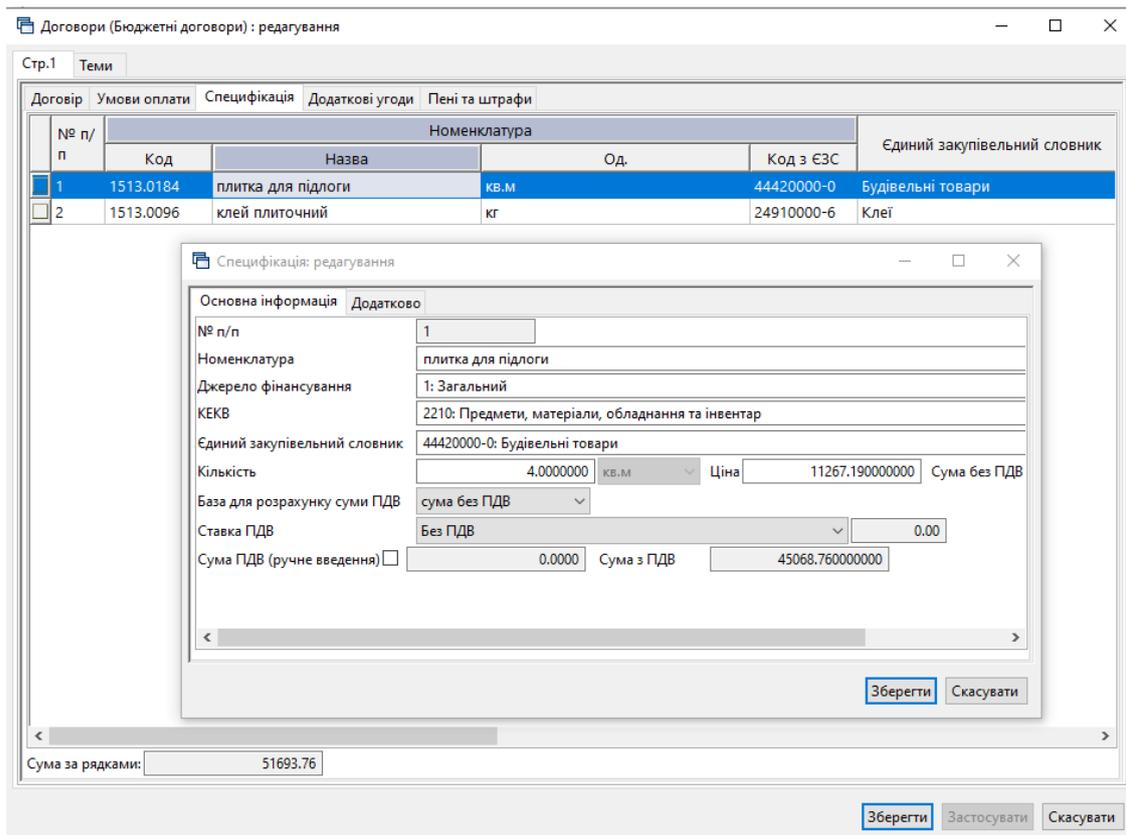 Договори (Бюджетні договори) : редагування
Стр.1 Теми
Договір Умови оплати Специфікація Додаткові угоди Пені та штрафи
№ п/п Номенклатура Єдиний закупівельний словник
Код Назва Од. Код з ЄЗС
1 1513.0184 плитка для підлоги кв.м 44420000-0 Будівельні товари
2 1513.0096 клей плиточний кг 24910000-6 Клеї
Специфікація: редагування
Основна інформація Додатково
№ п/п 1
Номенклатура плитка для підлоги
Джерело фінансування 1: Загальний
КЕКВ 2210: Предмети, матеріали, обладнання та інвентар
Єдиний закупівельний словник 44420000-0: Будівельні товари
Кількість 4.0000000 кв.м Ціна 11267.190000000 Сума без ПДВ
База для розрахунку суми ПДВ сума без ПДВ
Ставка ПДВ Без ПДВ 0.00
Сума ПДВ (ручне введення) 0.0000 Сума з ПДВ 45068.760000000
Зберегти Скасувати
Сума за рядками: 51693.76
Зберегти Застосувати Скасувати